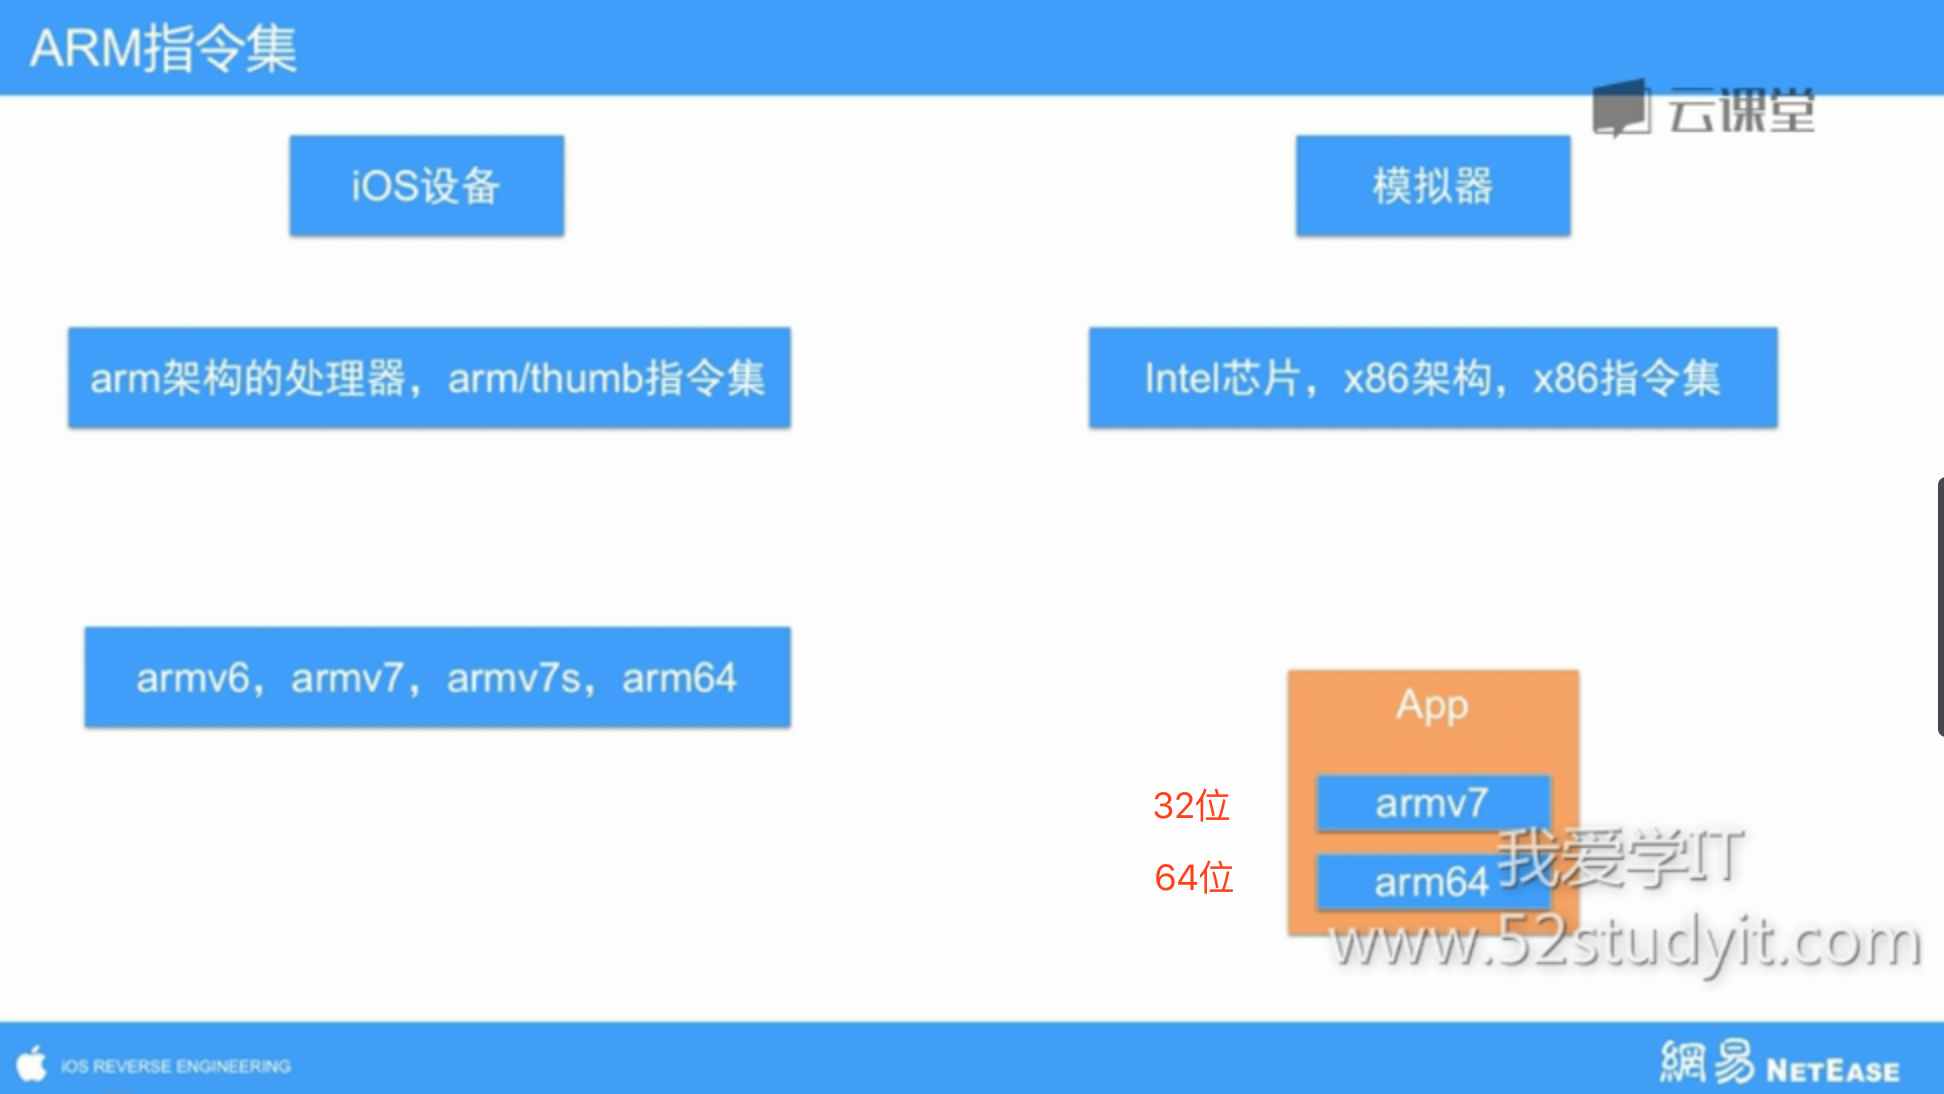 ARM指令集
云课堂
iOS设备
模拟器
arm架构的处理器，arm/thumb指令集
Intel芯片，x86架构，x86指令集
armv6，armv7，armv7s，arm64
App
32位
armv7
64位
arm64
我爱学IT
www.52studyit.com
iOS REVERSE ENGINEERING
網易 NETEASE